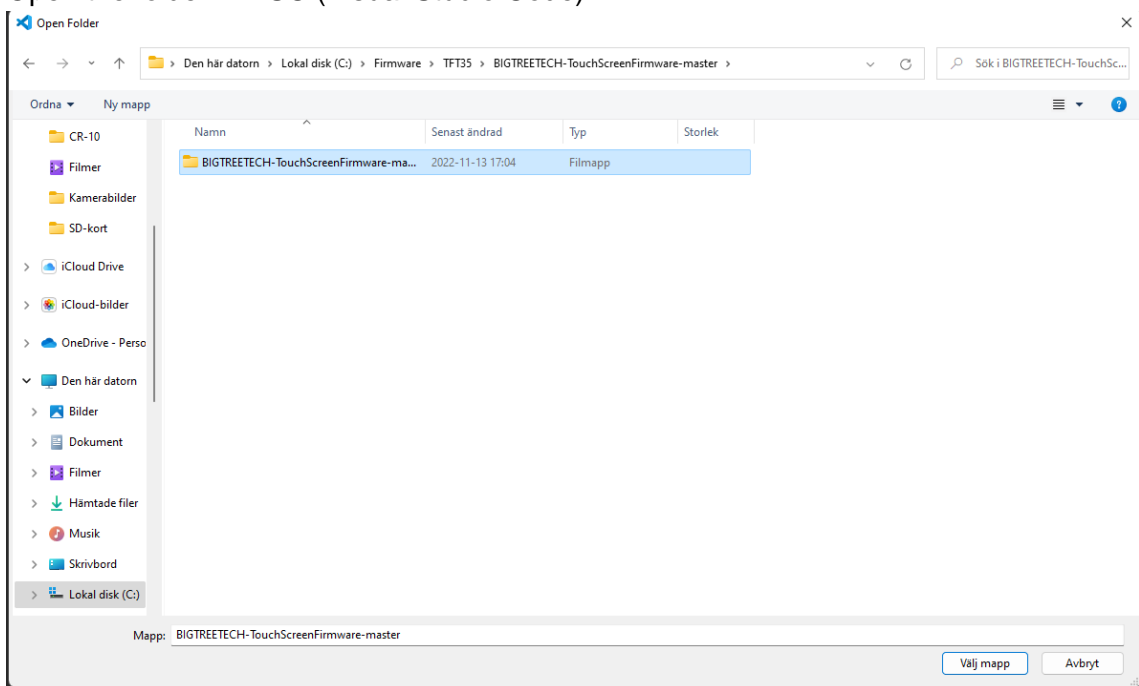 Open Folder
Den här datorn > Lokal disk (C:) > Firmware > TFT35 > BIGTREETECH-TouchScreenFirmware-master >
Sök i BIGTREETECH-TouchSc...
Ordna
Ny mapp
CR-10
Filmer
Kamerabilder
SD-kort
iCloud Drive
iCloud-bilder
OneDrive - Perso
Den här datorn
Bilder
Dokument
Filmer
Hämtade filer
Musik
Skrivbord
Lokal disk (C:)
Namn Senast ändrad Typ Storlek
BIGTREETECH-TouchScreenFirmware-ma... 2022-11-13 17:04 Filmapp
Mapp: BIGTREETECH-TouchScreenFirmware-master
Välj mapp Avbryt